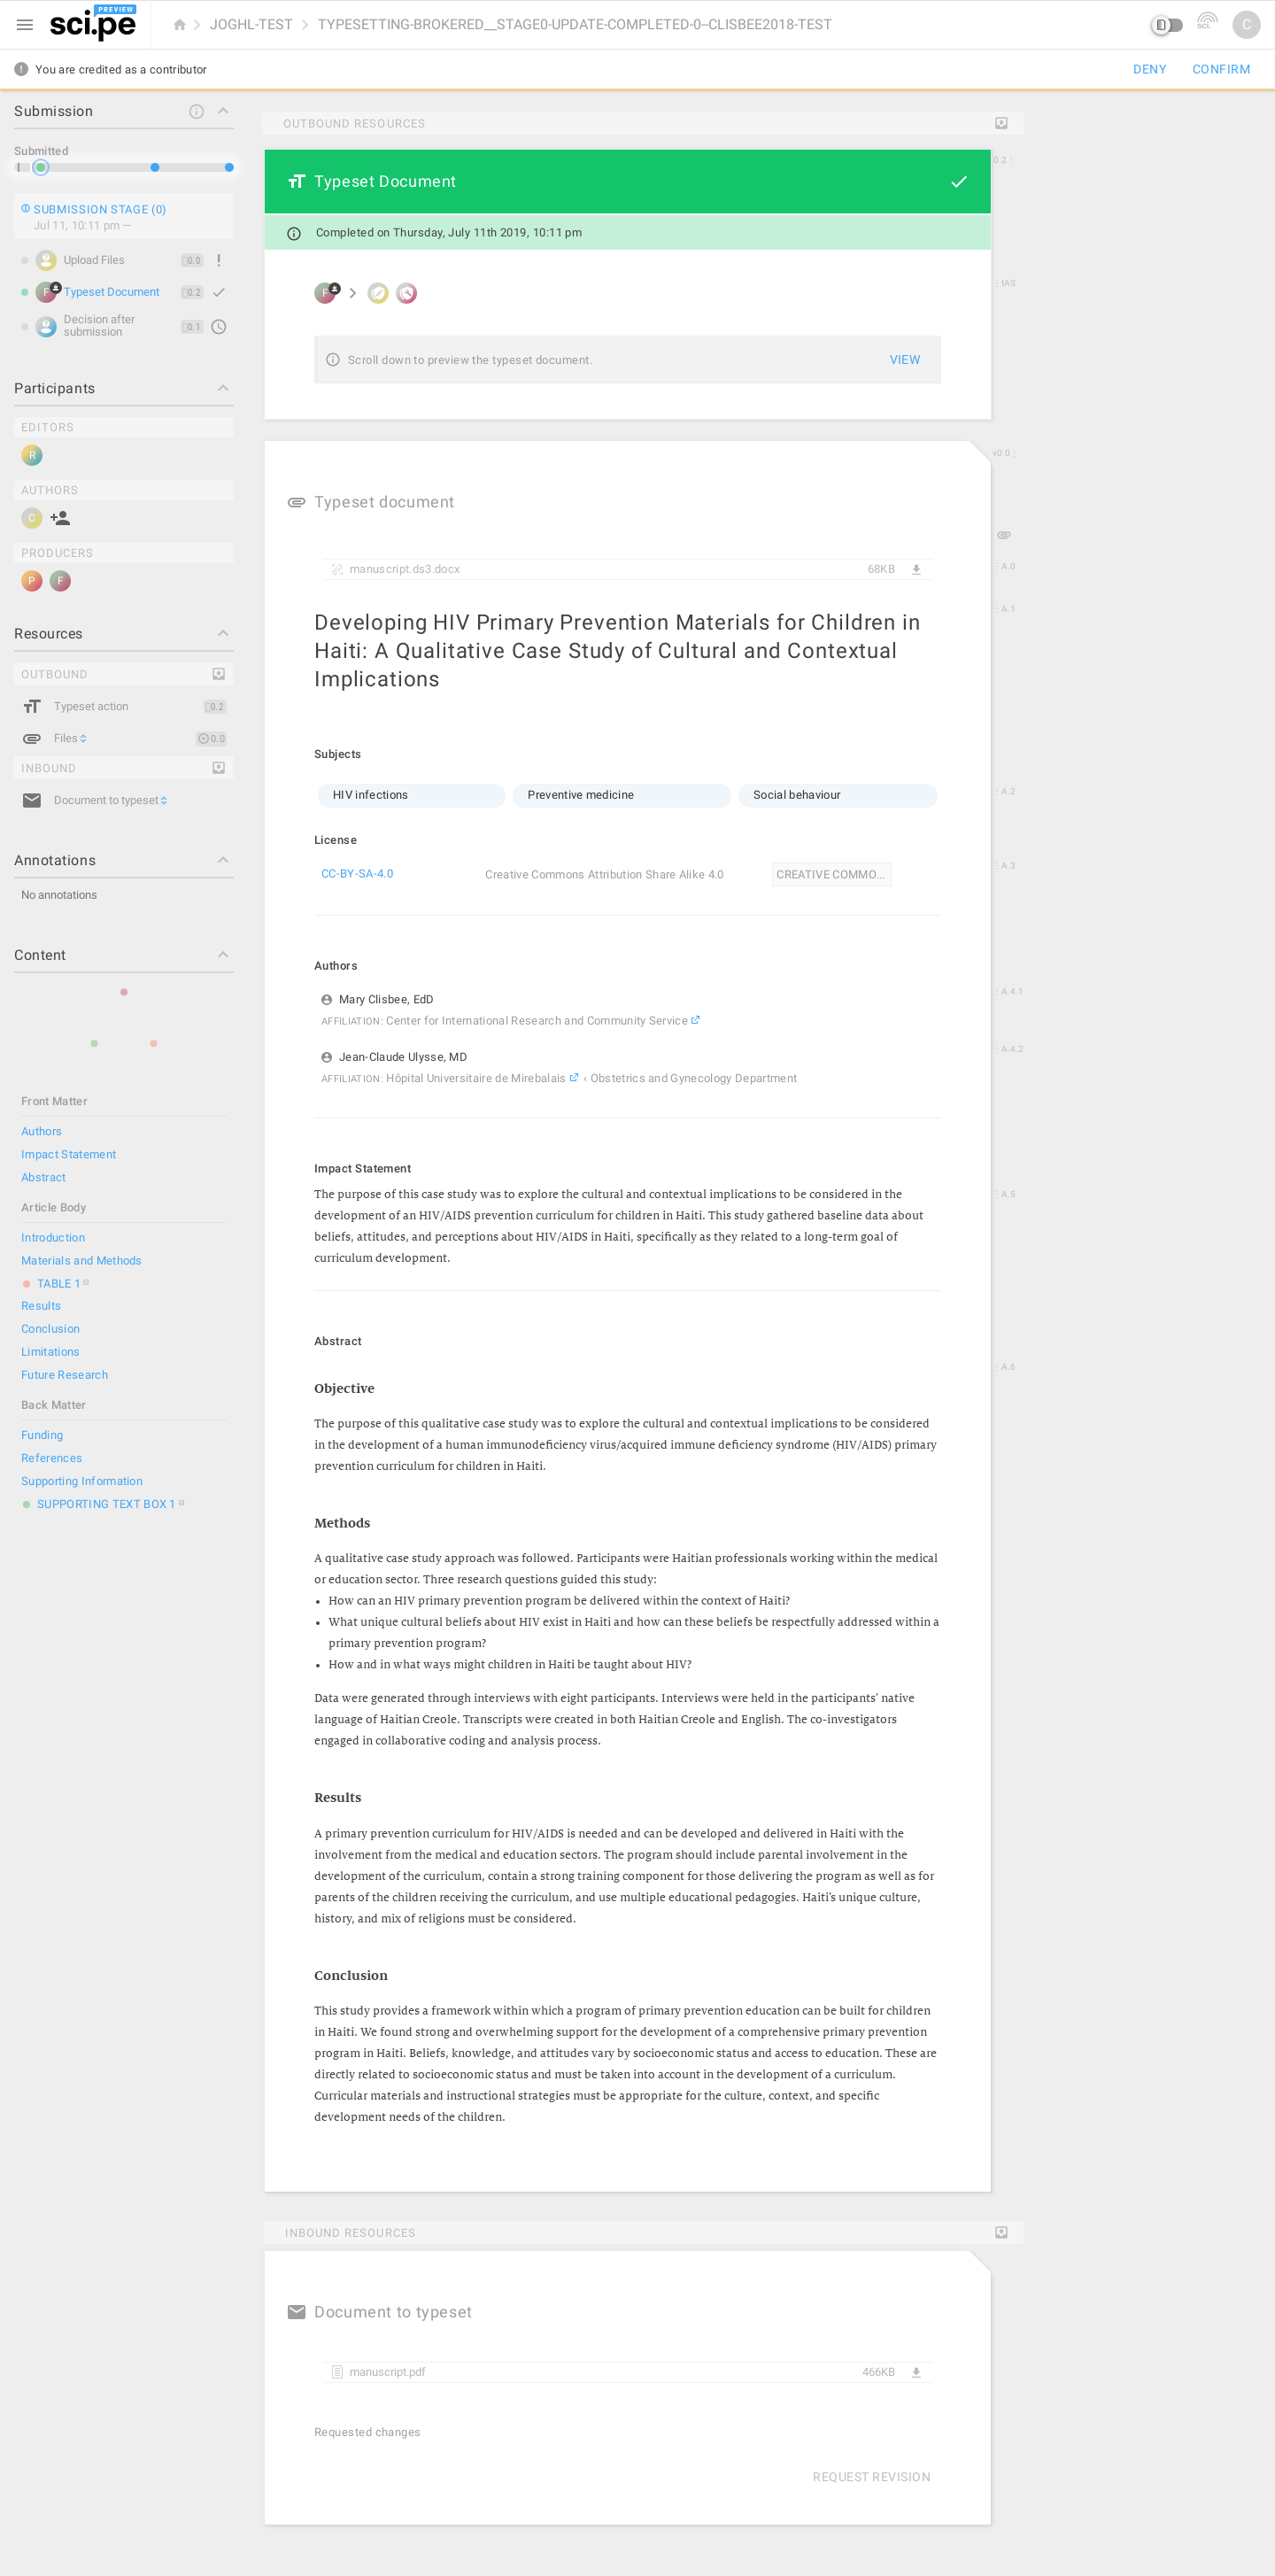 PREVIEW
sci.pe
JOGHL-TEST
TYPESETTING-BROKERED__STAGE0-UPDATE-COMPLETED-0--CLISBEE2018-TEST
SCI.
C
You are credited as a contributor
DENY
CONFIRM
Submission
Submitted
SUBMISSION STAGE (0)
Jul 11, 10:11 pm —
Upload Files
0.0
F
Typeset Document
0.2
Decision after
submission
0.1
Participants
EDITORS
R
AUTHORS
C
PRODUCERS
P F
Resources
OUTBOUND
Typeset action
0.2
Files
0.0
INBOUND
Document to typeset
Annotations
No annotations
Content
Front Matter
Authors
Impact Statement
Abstract
Article Body
Introduction
Materials and Methods
TABLE 1
Results
Conclusion
Limitations
Future Research
Back Matter
Funding
References
Supporting Information
SUPPORTING TEXT BOX 1
OUTBOUND RESOURCES
Typeset Document
0.2
Completed on Thursday, July 11th 2019, 10:11 pm
tAS
F
Scroll down to preview the typeset document.
VIEW
v0.0
Typeset document
manuscript.ds3.docx
68KB
A.0
A.1
Developing HIV Primary Prevention Materials for Children in
Haiti: A Qualitative Case Study of Cultural and Contextual
Implications
Subjects
A.2
HIV infections
Preventive medicine
Social behaviour
License
A.3
CC-BY-SA-4.0
Creative Commons Attribution Share Alike 4.0
CREATIVE COMMO...
Authors
A.4.1
Mary Clisbee, EdD
AFFILIATION: Center for International Research and Community Service
A.4.2
Jean-Claude Ulysse, MD
AFFILIATION: Hôpital Universitaire de Mirebalais ‹ Obstetrics and Gynecology Department
Impact Statement
A.5
The purpose of this case study was to explore the cultural and contextual implications to be considered in the
development of an HIV/AIDS prevention curriculum for children in Haiti. This study gathered baseline data about
beliefs, attitudes, and perceptions about HIV/AIDS in Haiti, specifically as they related to a long-term goal of
curriculum development.
Abstract
A.6
Objective
The purpose of this qualitative case study was to explore the cultural and contextual implications to be considered
in the development of a human immunodeficiency virus/acquired immune deficiency syndrome (HIV/AIDS) primary
prevention curriculum for children in Haiti.
Methods
A qualitative case study approach was followed. Participants were Haitian professionals working within the medical
or education sector. Three research questions guided this study:
• How can an HIV primary prevention program be delivered within the context of Haiti?
• What unique cultural beliefs about HIV exist in Haiti and how can these beliefs be respectfully addressed within a
primary prevention program?
• How and in what ways might children in Haiti be taught about HIV?
Data were generated through interviews with eight participants. Interviews were held in the participants' native
language of Haitian Creole. Transcripts were created in both Haitian Creole and English. The co-investigators
engaged in collaborative coding and analysis process.
Results
A primary prevention curriculum for HIV/AIDS is needed and can be developed and delivered in Haiti with the
involvement from the medical and education sectors. The program should include parental involvement in the
development of the curriculum, contain a strong training component for those delivering the program as well as for
parents of the children receiving the curriculum, and use multiple educational pedagogies. Haiti's unique culture,
history, and mix of religions must be considered.
Conclusion
This study provides a framework within which a program of primary prevention education can be built for children
in Haiti. We found strong and overwhelming support for the development of a comprehensive primary prevention
program in Haiti. Beliefs, knowledge, and attitudes vary by socioeconomic status and access to education. These are
directly related to socioeconomic status and must be taken into account in the development of a curriculum.
Curricular materials and instructional strategies must be appropriate for the culture, context, and specific
development needs of the children.
INBOUND RESOURCES
Document to typeset
manuscript.pdf
466KB
Requested changes
REQUEST REVISION